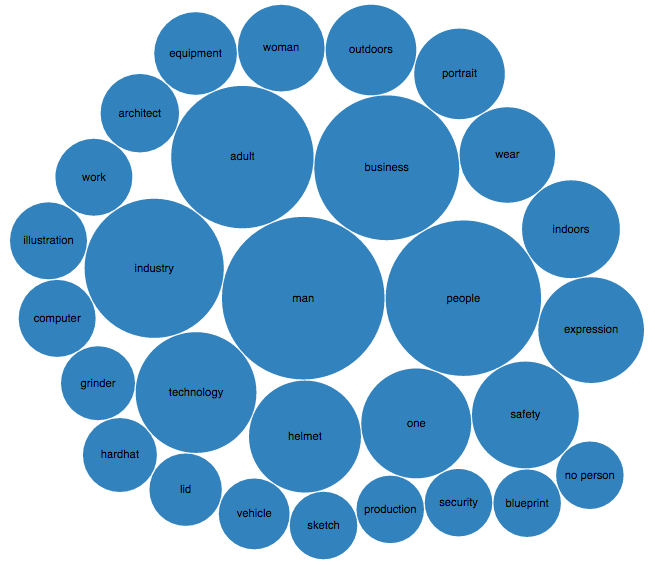 equipment
woman
outdoors
portrait
architect
adult
business
wear
work
illustration
industry
indoors
man
people
computer
expression
grinder
technology
helmet
one
safety
hardhat
lid
vehicle
sketch
production
security
blueprint
no person